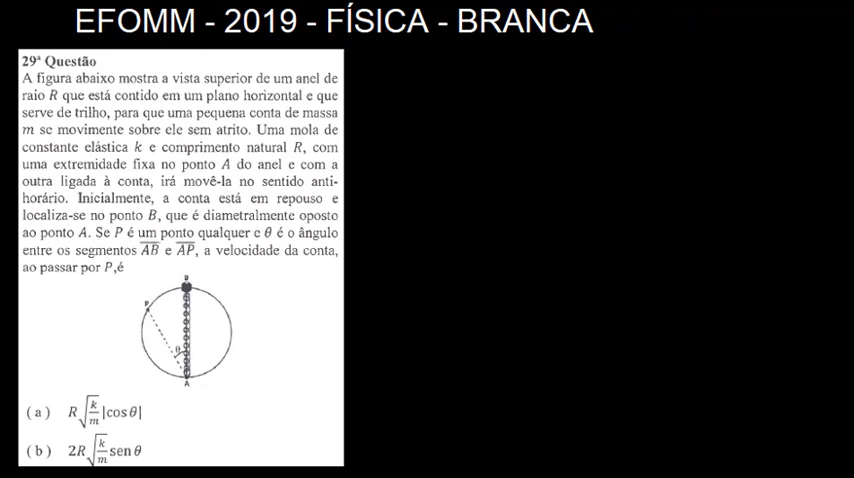 EFOMM - 2019 - FÍSICA - BRANCA
29ª Questão
A figura abaixo mostra a vista superior de um anel de
raio R que está contido em um plano horizontal e que
serve de trilho, para que uma pequena conta de massa
m se movimente sobre ele sem atrito. Uma mola de
constante elástica k e comprimento natural R, com
uma extremidade fixa no ponto A do anel e com a
outra ligada à conta, irá movê-la no sentido anti-
horário. Inicialmente, a conta está em repouso e
localiza-se no ponto B, que é diametralmente oposto
ao ponto A. Se P é um ponto qualquer e θ é o ângulo
entre os segmentos A̅B̅ e A̅P̅, a velocidade da conta,
ao passar por P,é
B
P
θ
A
(a) R√(k/m)|cos θ|
(b) 2R√(k/m) sen θ